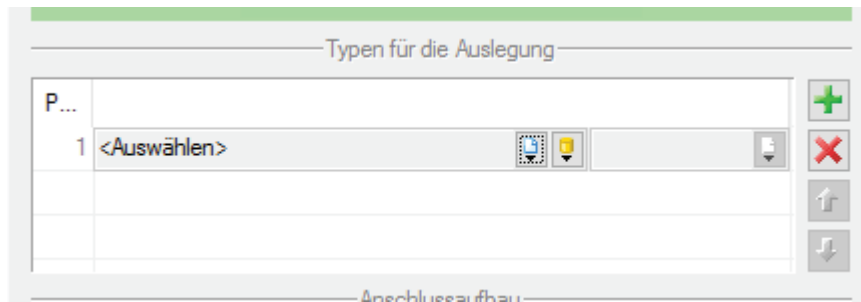 Typen für die Auslegung
P...
1 <Auswählen>
Anschlussaufbau